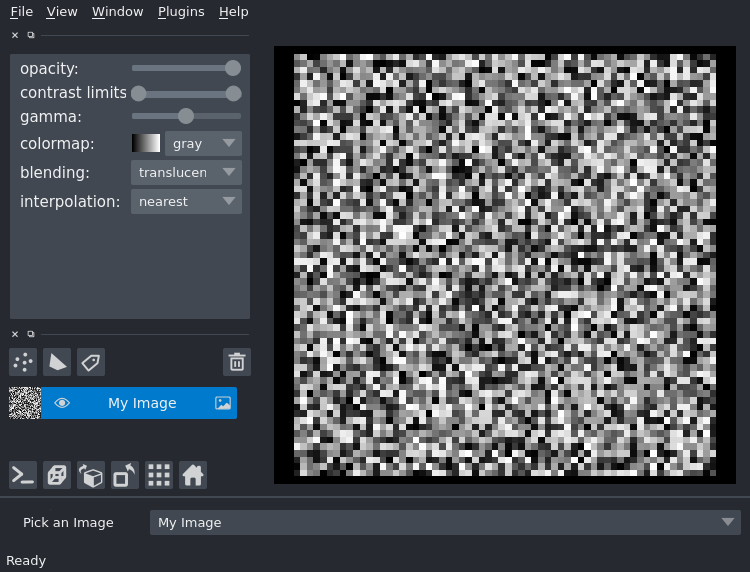 File View Window Plugins Help
opacity:
contrast limits
gamma:
colormap: gray
blending: translucen
interpolation: nearest
My Image
Pick an Image My Image
Ready